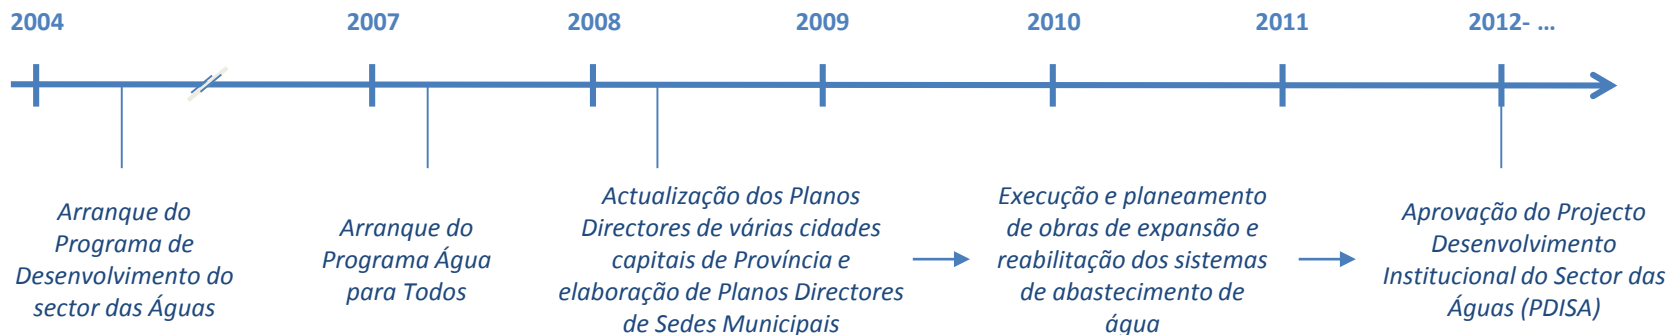 2004
2007
2008
2009
2010
2011
2012- ...
Arranque do
Programa de
Desenvolvimento do
sector das Águas
Arranque do
Programa Água
para Todos
Actualização dos Planos
Directores de várias cidades
capitais de Província e
elaboração de Planos Directores
de Sedes Municipais
Execução e planeamento
de obras de expansão e
reabilitação dos sistemas
de abastecimento de
água
Aprovação do Projecto
Desenvolvimento
Institucional do Sector das
Águas (PDISA)